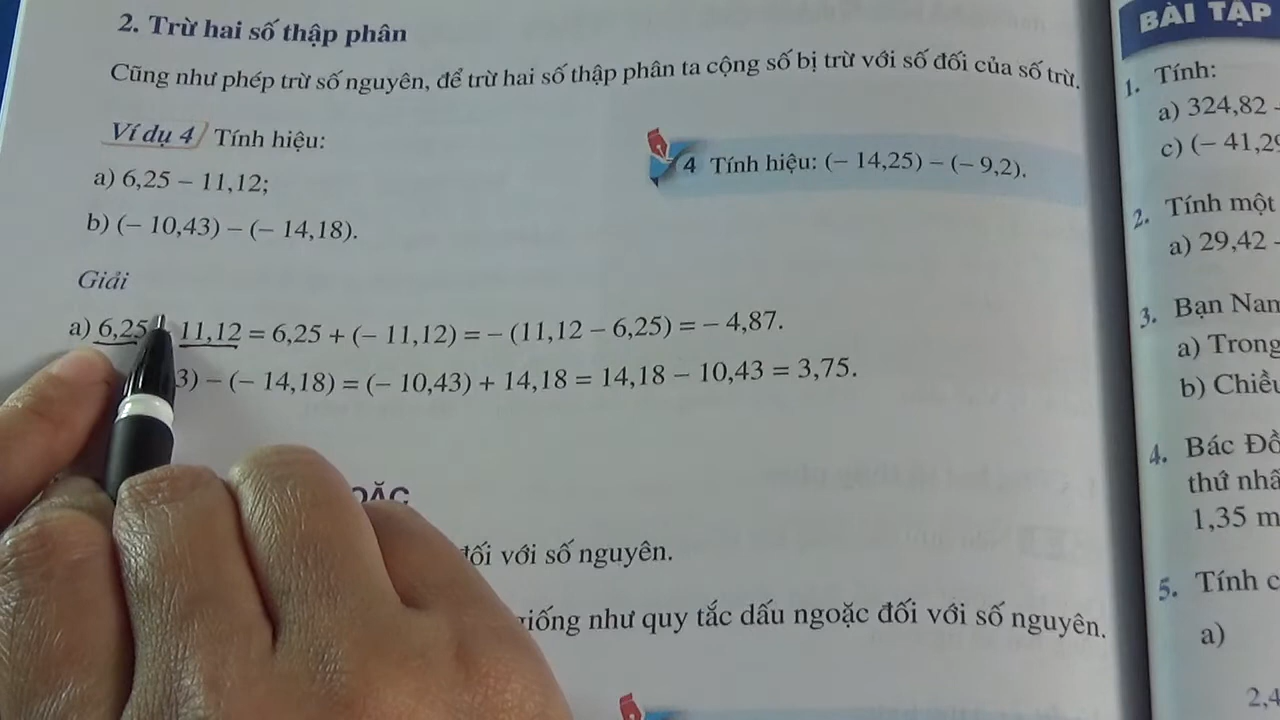 2. Trừ hai số thập phân
Cũng như phép trừ số nguyên, để trừ hai số thập phân ta cộng số bị trừ với số đối của số trừ.
Ví dụ 4 Tính hiệu:
a) 6,25 – 11,12;
b) (– 10,43) – (– 14,18).
4 Tính hiệu: (– 14,25) – (– 9,2).
Giải
a) 6,25 – 11,12 = 6,25 + (– 11,12) = – (11,12 – 6,25) = – 4,87.
3) – (– 14,18) = (– 10,43) + 14,18 = 14,18 – 10,43 = 3,75.
với số nguyên.
giống như quy tắc dấu ngoặc đối với số nguyên.
BÀI TẬP
1. Tính:
a) 324,82
c) (– 41,29
2. Tính một
a) 29,42 -
3. Bạn Nam
a) Trong
b) Chiều
4. Bác Đồ
thứ nhấ
1,35 m
5. Tính c
a)
2,4